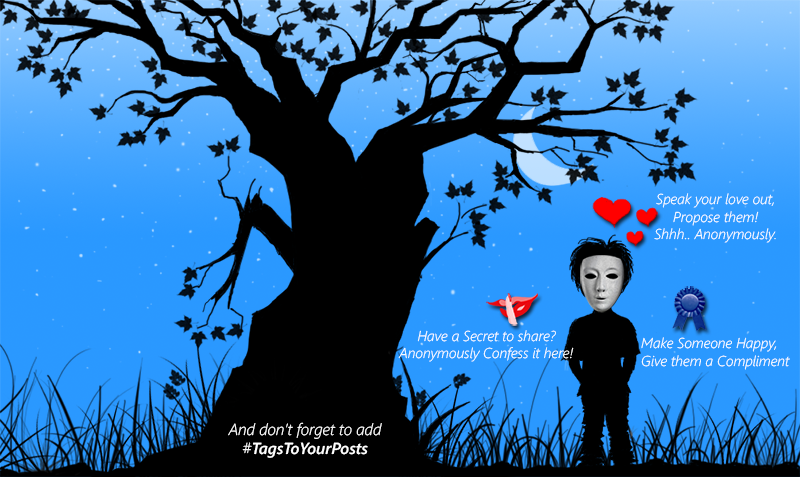 Speak your love out,
Propose them!
Shhh.. Anonymously.
Have a Secret to share?
Anonymously Confess it here!
Make Someone Happy,
Give them a Compliment
And don't forget to add
#TagsToYourPosts